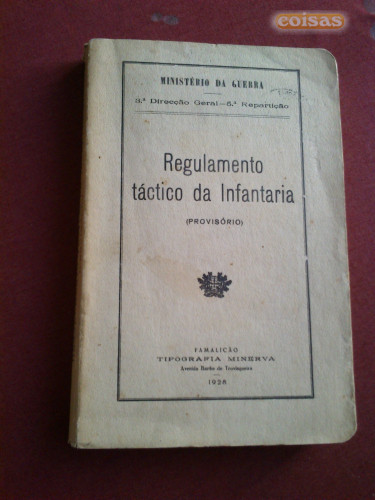 coisas
MINISTÉRIO DA GUERRA
3.ª Direcção Geral—5.ª Repartição
Regulamento
táctico da Infantaria
(PROVISÓRIO)
FAMALICÃO
TIPOGRAFIA MINERVA
Avenida Barão de Trovisqueira
1928